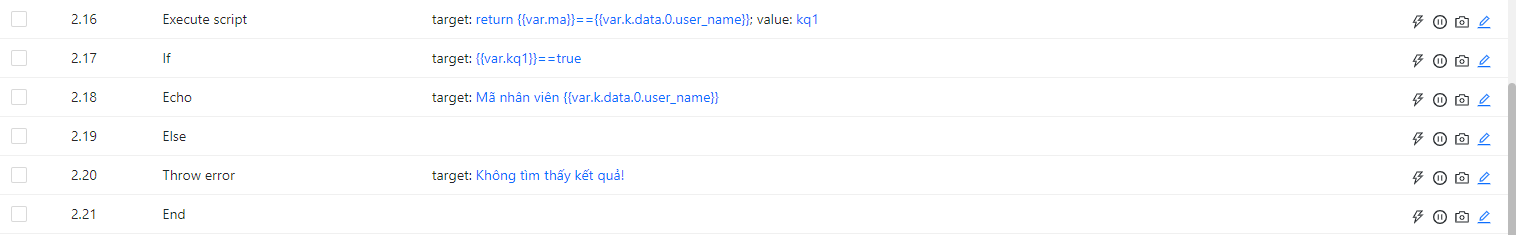 2.16 Execute script target: return {{var.ma}}=={{var.k.data.0.user_name}}; value: kq1
2.17 If target: {{var.kq1}}==true
2.18 Echo target: Mã nhân viên {{var.k.data.0.user_name}}
2.19 Else
2.20 Throw error target: Không tìm thấy kết quả!
2.21 End